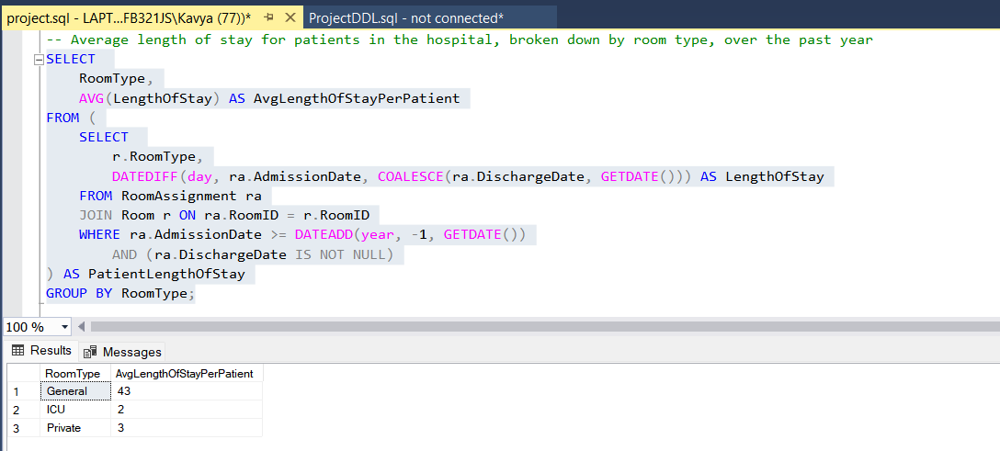 project.sql - LAPT...FB321JS\Kavya (77))* ProjectDDL.sql - not connected*
-- Average length of stay for patients in the hospital, broken down by room type, over the past year
SELECT
RoomType,
AVG(LengthOfStay) AS AvgLengthOfStayPerPatient
FROM (
SELECT
r.RoomType,
DATEDIFF(day, ra.AdmissionDate, COALESCE(ra.DischargeDate, GETDATE())) AS LengthOfStay
FROM RoomAssignment ra
JOIN Room r ON ra.RoomID = r.RoomID
WHERE ra.AdmissionDate >= DATEADD(year, -1, GETDATE())
AND (ra.DischargeDate IS NOT NULL)
) AS PatientLengthOfStay
GROUP BY RoomType;
100 %
Results Messages
RoomType AvgLengthOfStayPerPatient
1 General 43
2 ICU 2
3 Private 3